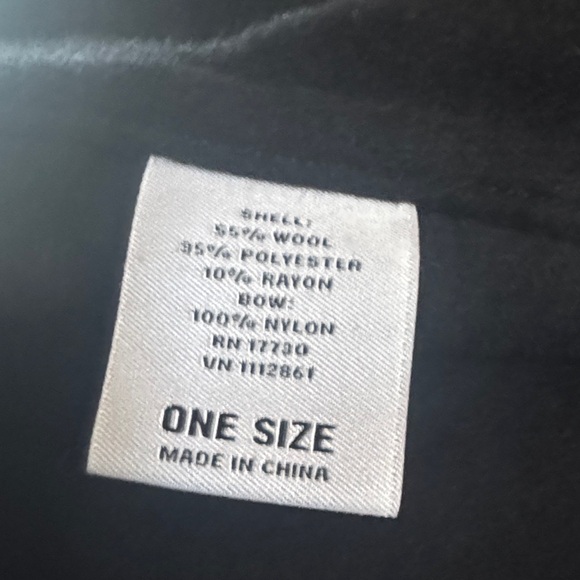 SHELL:
55% WOOL
35% POLYESTER
10% RAYON
BOW:
100% NYLON
RN 17730
VN 1112861
ONE SIZE
MADE IN CHINA